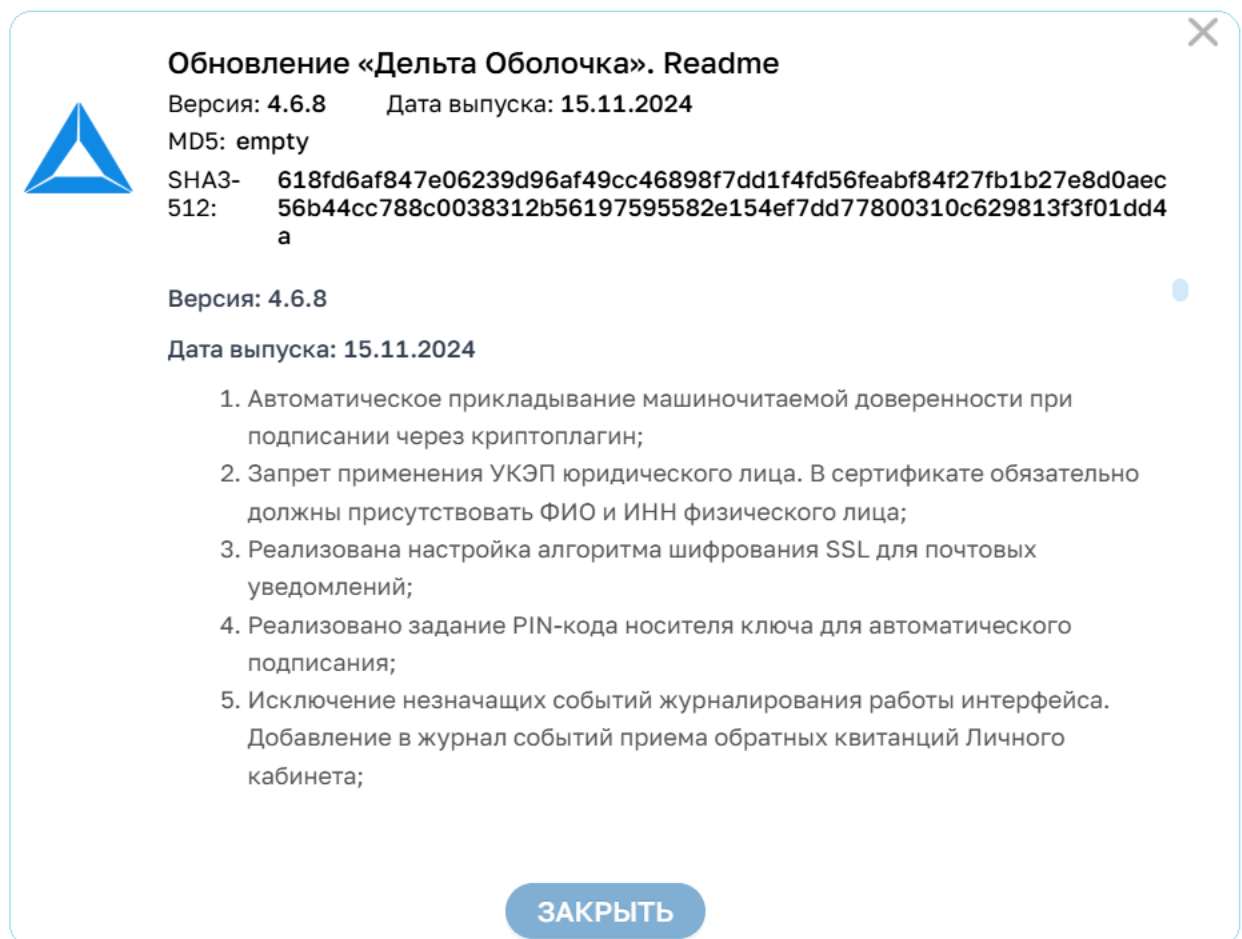 Обновление «Дельта Оболочка». Readme
Версия: 4.6.8 Дата выпуска: 15.11.2024
MD5: empty
SHA3- 618fd6af847e06239d96af49cc46898f7dd1f4fd56feabf84f27fb1b27e8d0aec
512: 56b44cc788c0038312b56197595582e154ef7dd77800310c629813f3f01dd4
a
Версия: 4.6.8
Дата выпуска: 15.11.2024
1. Автоматическое прикладывание машиночитаемой доверенности при
подписании через криптоплагин;
2. Запрет применения УКЭП юридического лица. В сертификате обязательно
должны присутствовать ФИО и ИНН физического лица;
3. Реализована настройка алгоритма шифрования SSL для почтовых
уведомлений;
4. Реализовано задание PIN-кода носителя ключа для автоматического
подписания;
5. Исключение незначащих событий журналирования работы интерфейса.
Добавление в журнал событий приема обратных квитанций Личного
кабинета;
ЗАКРЫТЬ